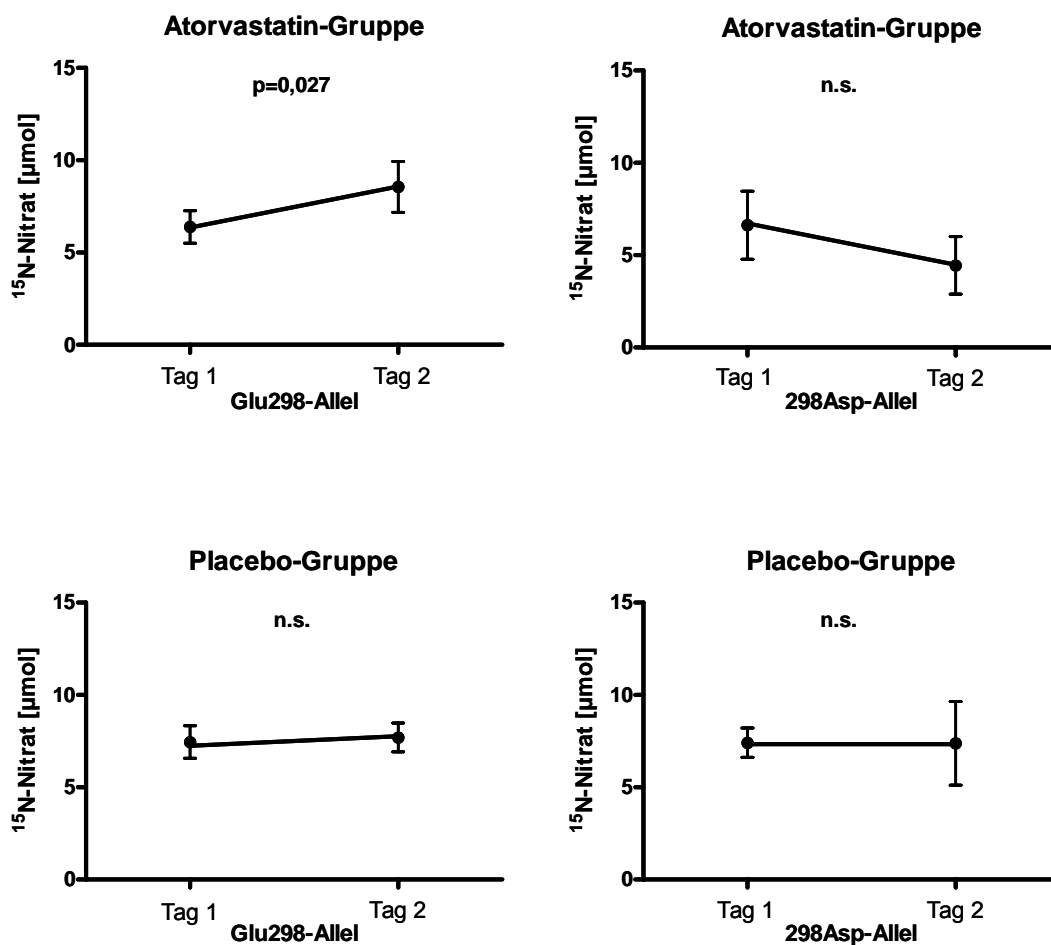 Atorvastatin-Gruppe
p=0,027
15
10
5
0
¹⁵N-Nitrat [µmol]
Tag 1
Tag 2
Glu298-Allel
Atorvastatin-Gruppe
n.s.
15
10
5
0
¹⁵N-Nitrat [µmol]
Tag 1
Tag 2
298Asp-Allel
Placebo-Gruppe
n.s.
15
10
5
0
¹⁵N-Nitrat [µmol]
Tag 1
Tag 2
Glu298-Allel
Placebo-Gruppe
n.s.
15
10
5
0
¹⁵N-Nitrat [µmol]
Tag 1
Tag 2
298Asp-Allel